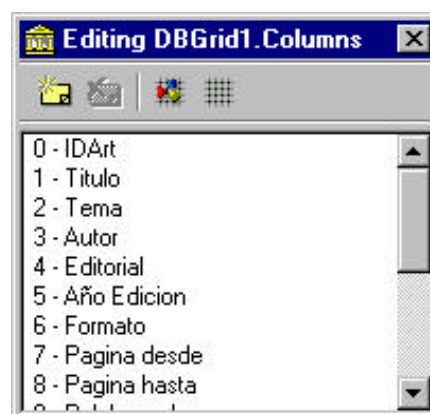 Editing DBGrid1.Columns
0 - IDArt
1 - Titulo
2 - Tema
3 - Autor
4 - Editorial
5 - Año Edicion
6 - Formato
7 - Pagina desde
8 - Pagina hasta